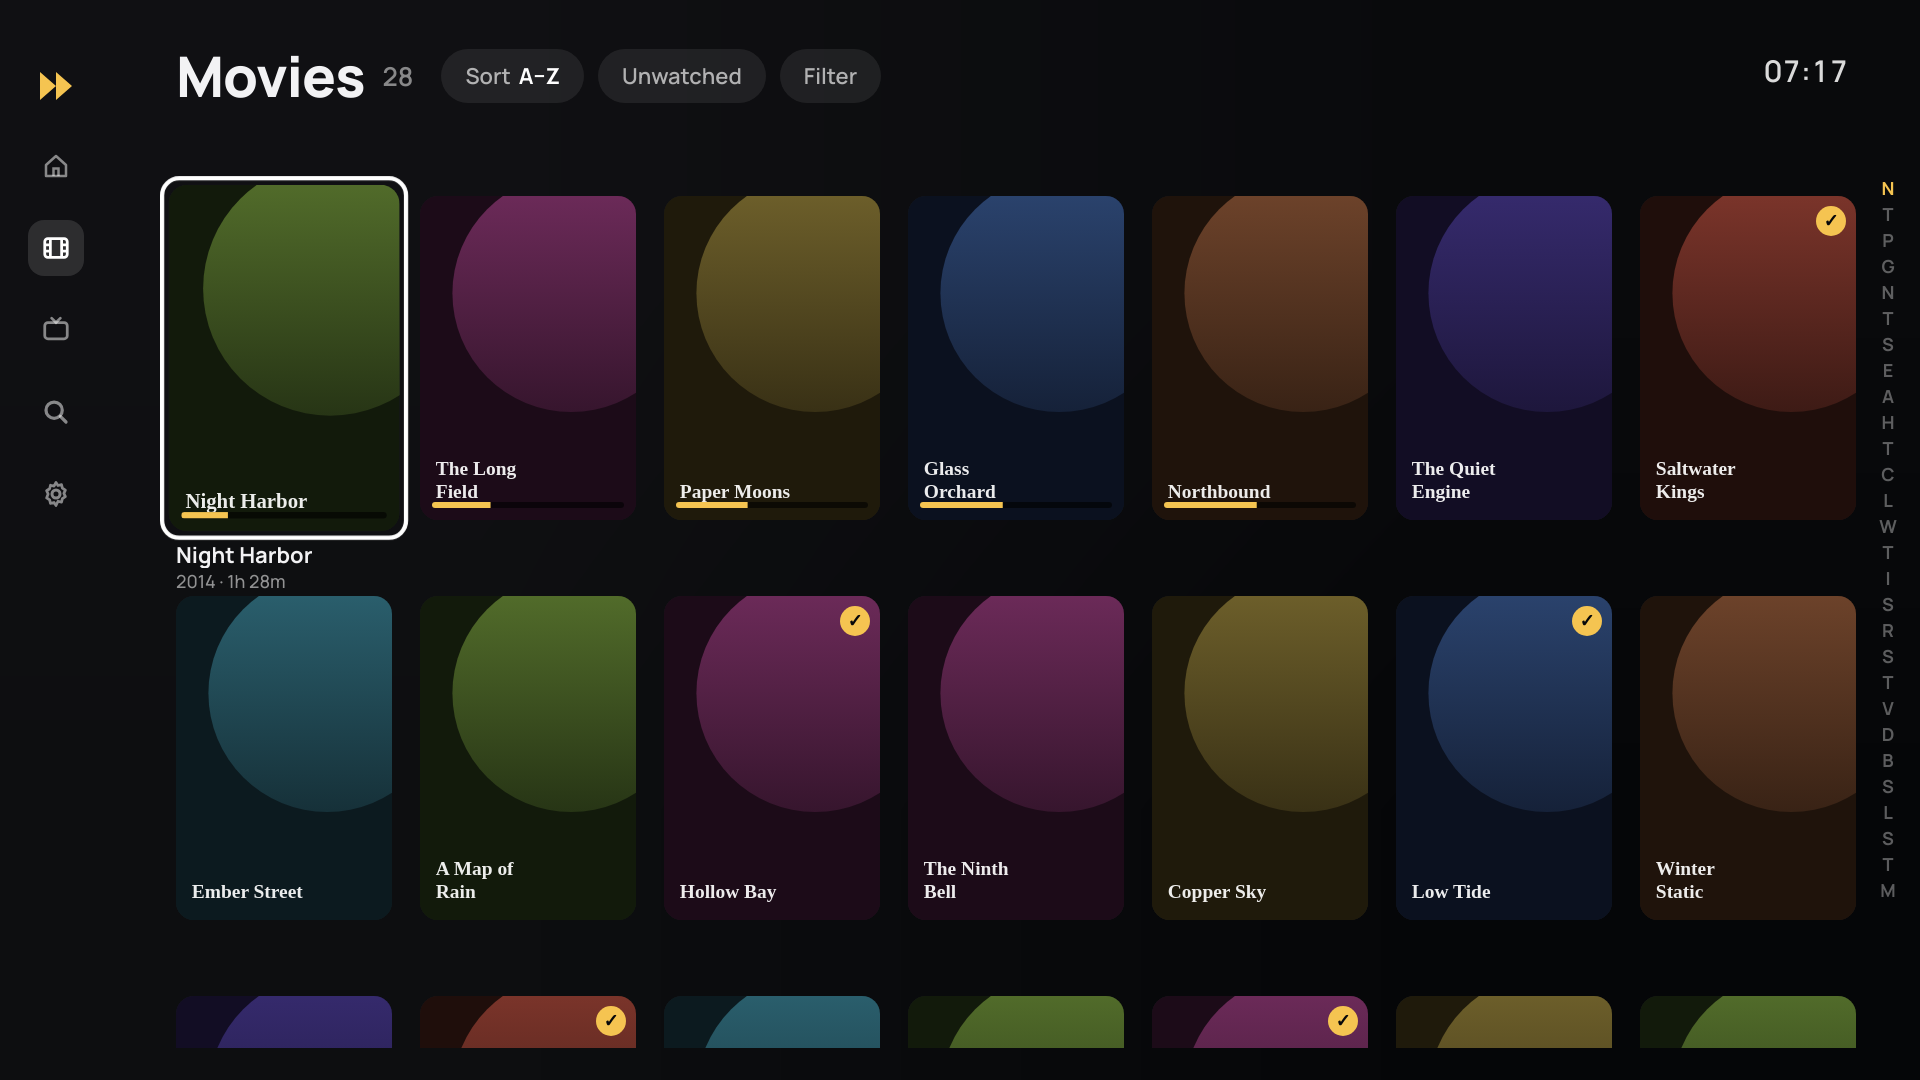 Movies 28 Sort A–Z Unwatched Filter
07:17
Night Harbor
The Long
Field
Paper Moons
Glass
Orchard
Northbound
The Quiet
Engine
Saltwater
Kings
Night Harbor
2014 · 1h 28m
Ember Street
A Map of
Rain
Hollow Bay
The Ninth
Bell
Copper Sky
Low Tide
Winter
Static
N
T
P
G
N
T
S
E
A
H
T
C
L
W
T
I
S
R
S
T
V
D
B
S
L
S
T
M